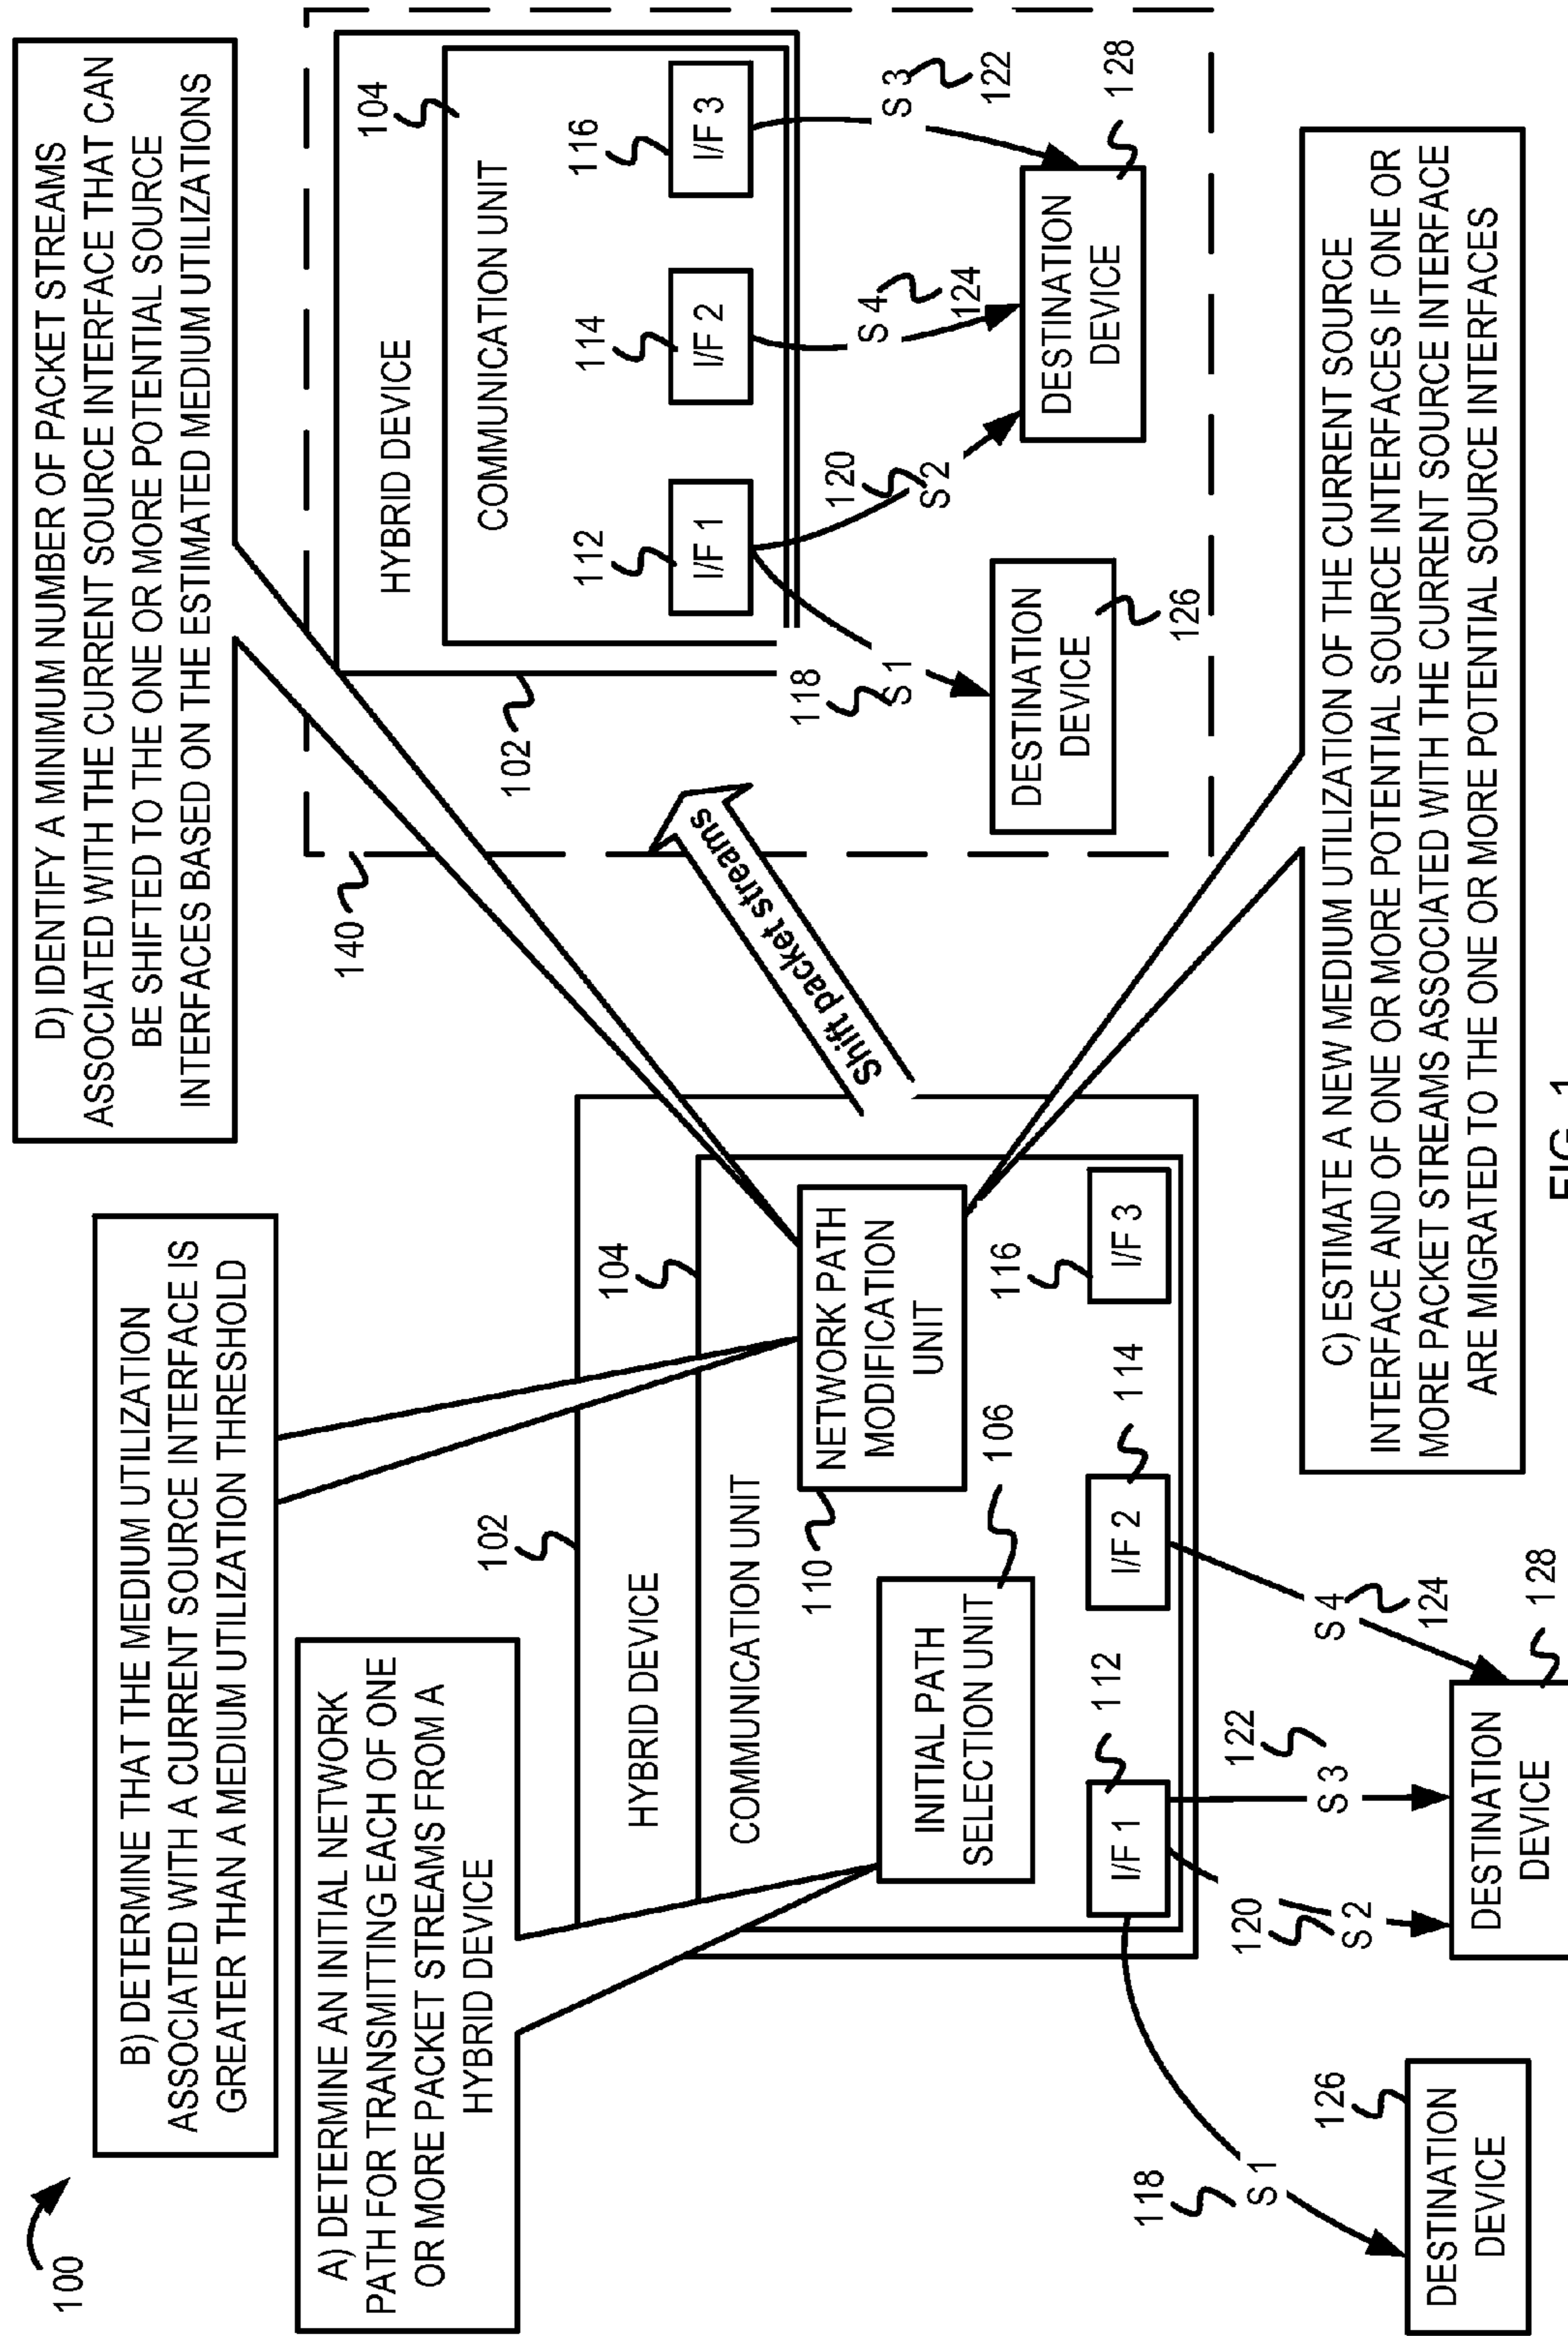 100
A) DETERMINE AN INITIAL NETWORK
PATH FOR TRANSMITTING EACH OF ONE
OR MORE PACKET STREAMS FROM A
HYBRID DEVICE
B) DETERMINE THAT THE MEDIUM UTILIZATION
ASSOCIATED WITH A CURRENT SOURCE INTERFACE IS
GREATER THAN A MEDIUM UTILIZATION THRESHOLD
D) IDENTIFY A MINIMUM NUMBER OF PACKET STREAMS
ASSOCIATED WITH THE CURRENT SOURCE INTERFACE THAT CAN
BE SHIFTED TO THE ONE OR MORE POTENTIAL SOURCE
INTERFACES BASED ON THE ESTIMATED MEDIUM UTILIZATIONS
102
HYBRID DEVICE
104
COMMUNICATION UNIT
110
NETWORK PATH
MODIFICATION
UNIT
INITIAL PATH
SELECTION UNIT
106
112
I/F 1
114
I/F 2
116
I/F 3
118
S 1
120
S 2
122
S 3
S 4
124
126
DESTINATION
DEVICE
128
DESTINATION
DEVICE
Shift packet streams
140
102
HYBRID DEVICE
104
COMMUNICATION UNIT
112
I/F 1
114
I/F 2
116
I/F 3
118
S 1
120
S 2
S 4
124
S 3
122
DESTINATION
DEVICE
126
DESTINATION
DEVICE
128
C) ESTIMATE A NEW MEDIUM UTILIZATION OF THE CURRENT SOURCE
INTERFACE AND OF ONE OR MORE POTENTIAL SOURCE INTERFACES IF ONE OR
MORE PACKET STREAMS ASSOCIATED WITH THE CURRENT SOURCE INTERFACE
ARE MIGRATED TO THE ONE OR MORE POTENTIAL SOURCE INTERFACES
FIG. 1